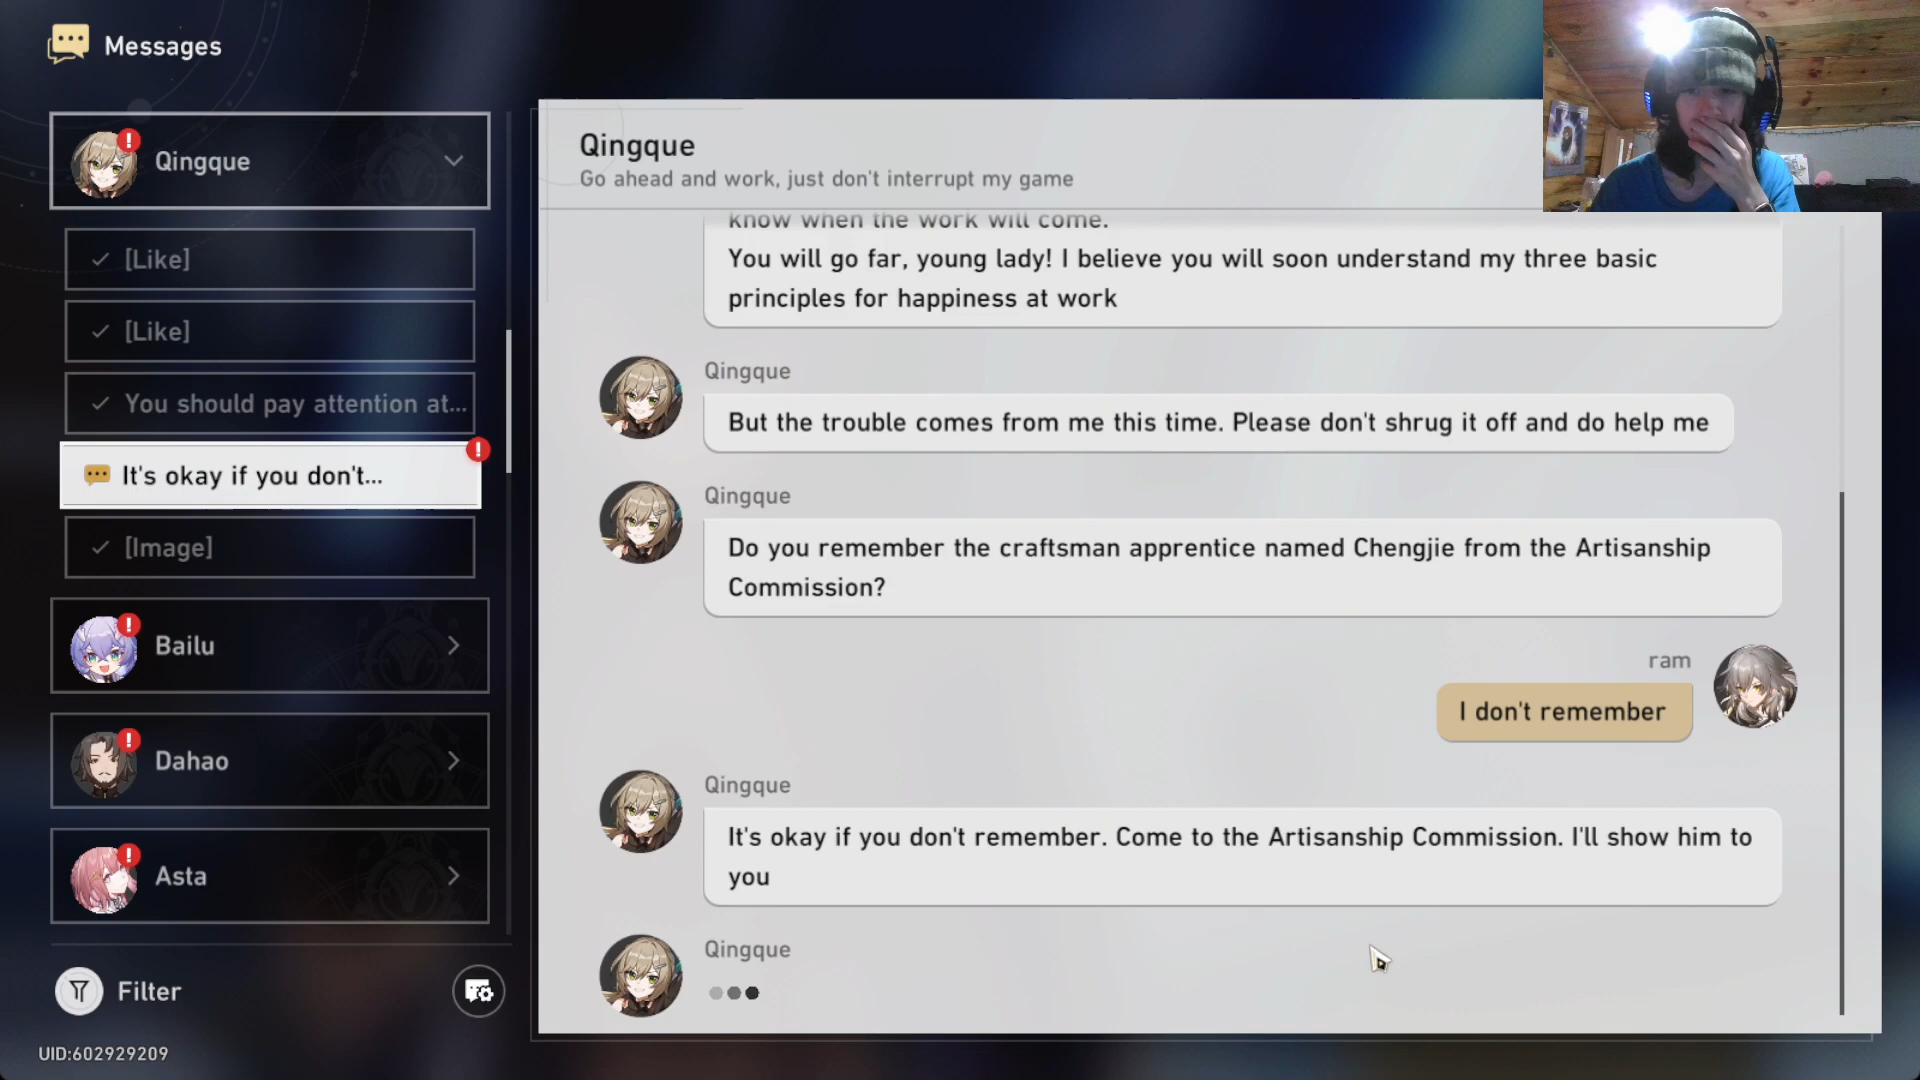 Messages
Qingque
[Like]
[Like]
You should pay attention at...
It's okay if you don't...
[Image]
Bailu
Dahao
Asta
Filter
UID:602929209
Qingque
Go ahead and work, just don't interrupt my game
know when the work will come.
You will go far, young lady! I believe you will soon understand my three basic
principles for happiness at work
Qingque
But the trouble comes from me this time. Please don't shrug it off and do help me
Qingque
Do you remember the craftsman apprentice named Chengjie from the Artisanship
Commission?
ram
I don't remember
Qingque
It's okay if you don't remember. Come to the Artisanship Commission. I'll show him to
you
Qingque